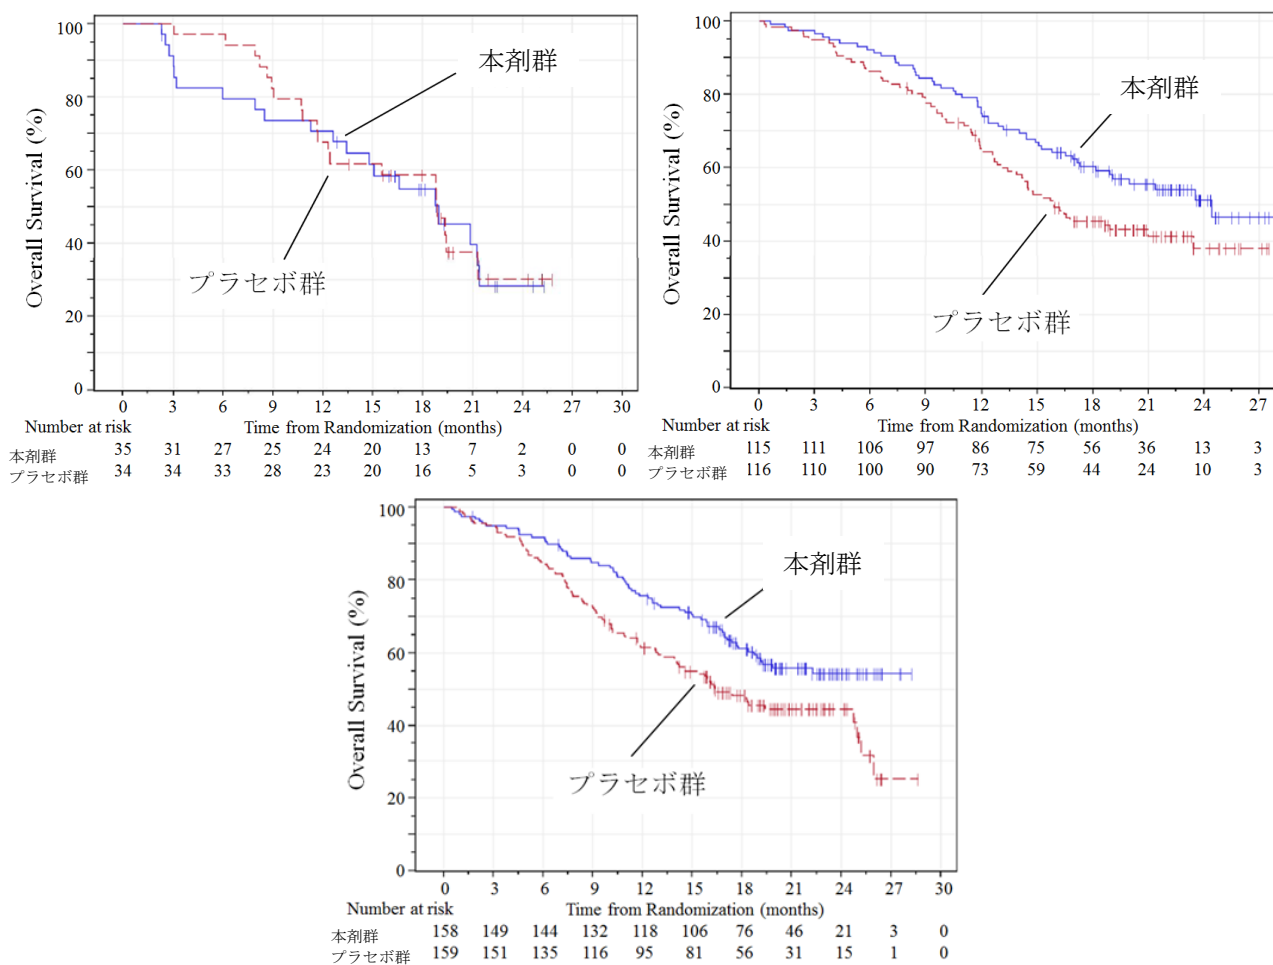 Overall Survival (%)
100
80
60
40
20
0
本剤群
プラセボ群
0 3 6 9 12 15 18 21 24 27 30
Number at risk Time from Randomization (months)
本剤群 35 31 27 25 24 20 13 7 2 0 0
プラセボ群 34 34 33 28 23 20 16 5 3 0 0
Overall Survival (%)
100
80
60
40
20
0
本剤群
プラセボ群
0 3 6 9 12 15 18 21 24 27
Number at risk Time from Randomization (months)
本剤群 115 111 106 97 86 75 56 36 13 3
プラセボ群 116 110 100 90 73 59 44 24 10 3
Overall Survival (%)
100
80
60
40
20
0
本剤群
プラセボ群
0 3 6 9 12 15 18 21 24 27 30
Number at risk Time from Randomization (months)
本剤群 158 149 144 132 118 106 76 46 21 3 0
プラセボ群 159 151 135 116 95 81 56 31 15 1 0